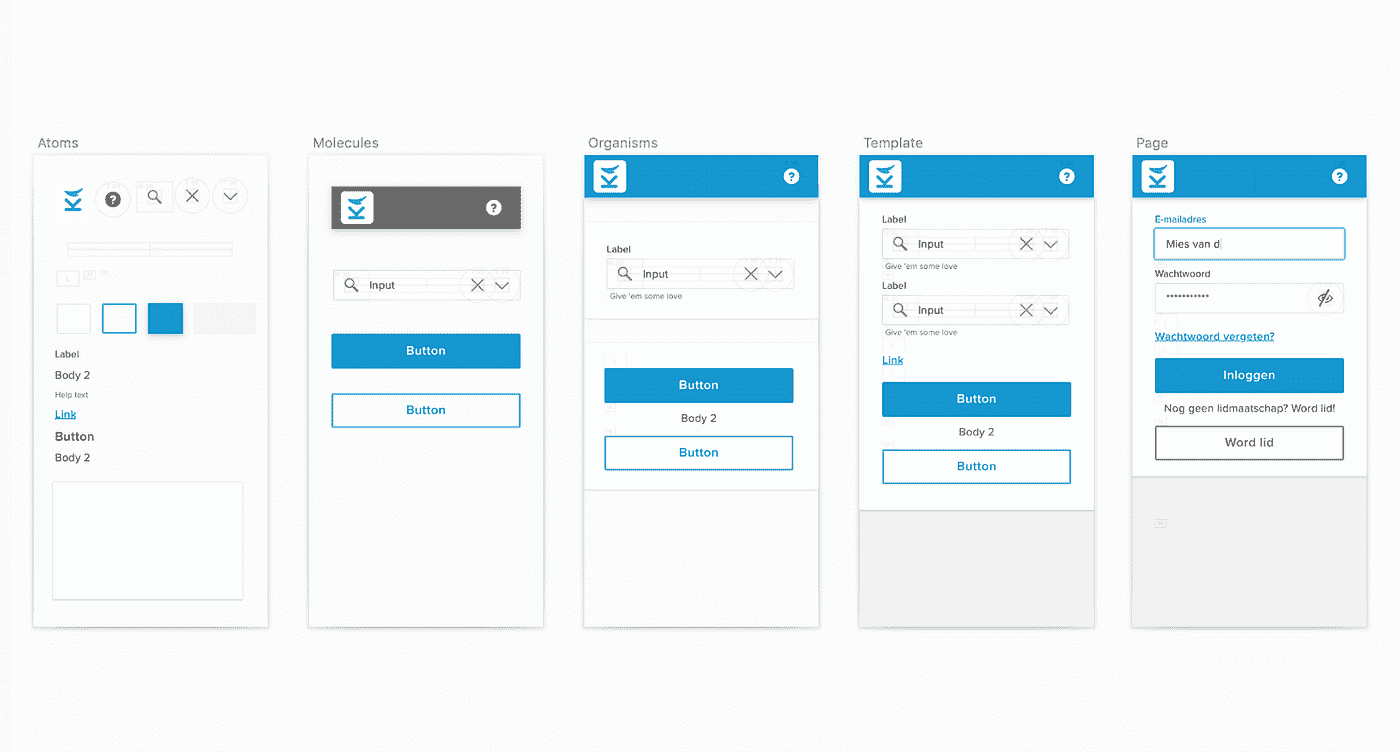 Atoms
Label
Body 2
Help text
Link
Button
Body 2
Molecules
Input
Button
Button
Organisms
Label
Input
Give 'em some love
Button
Body 2
Button
Template
Label
Input
Give 'em some love
Label
Input
Give 'em some love
Link
Button
Body 2
Button
Page
E-mailadres
Mies van d
Wachtwoord
Wachtwoord vergeten?
Inloggen
Nog geen lidmaatschap? Word lid!
Word lid